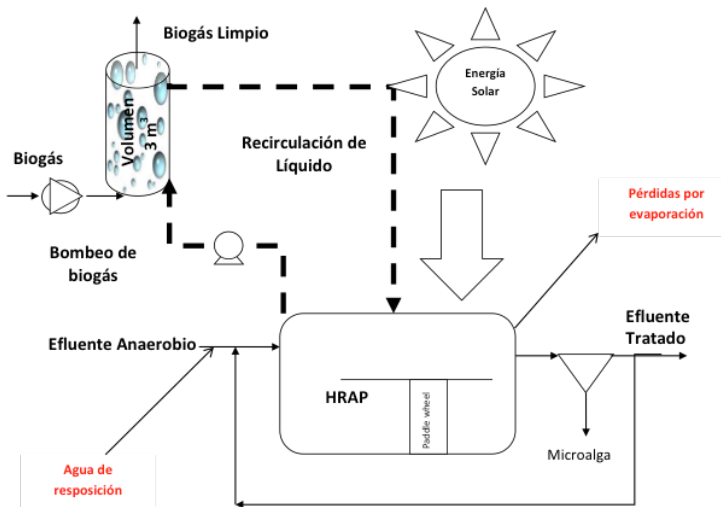 Biogás Limpio
Energía
Solar
Volumen
3 m³
Recirculación de
Líquido
Biogás
Pérdidas por
evaporación
Bombeo de
biogás
Efluente
Tratado
Efluente Anaerobio
HRAP
Paddle wheel
Microalga
Agua de
resposición